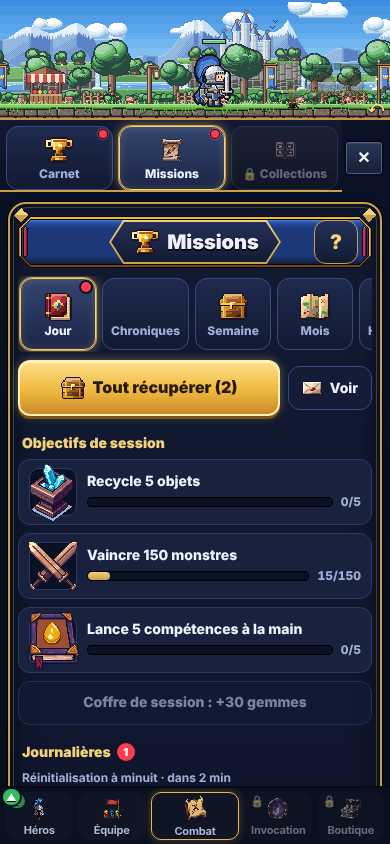 Carnet
Missions
Collections
×
Missions
?
Jour
Chroniques
Semaine
Mois
Tout récupérer (2)
Voir
Objectifs de session
Recycle 5 objets
0/5
Vaincre 150 monstres
15/150
Lance 5 compétences à la main
0/5
Coffre de session : +30 gemmes
Journalières 1
Réinitialisation à minuit · dans 2 min
Héros
Équipe
Combat
Invocation
Boutique